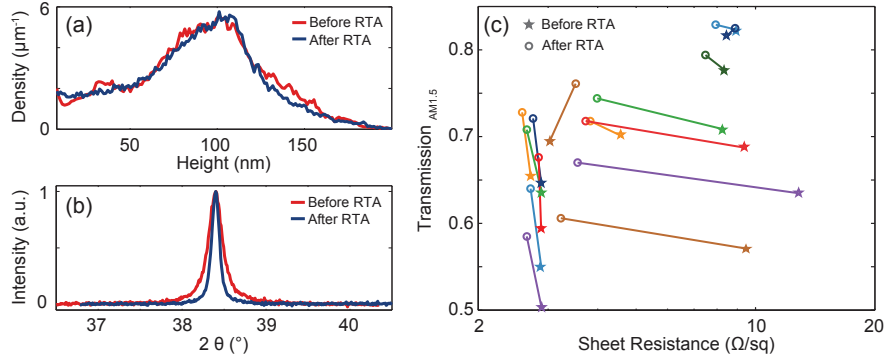 (a)
Before RTA
After RTA
Density (μm⁻¹)
6
0
50
100
150
Height (nm)
(b)
Before RTA
After RTA
Intensity (a.u.)
1
0
37
38
39
40
2 θ (°)
(c)
Before RTA
After RTA
Transmission AM1.5
0.8
0.7
0.6
0.5
2
10
20
Sheet Resistance (Ω/sq)